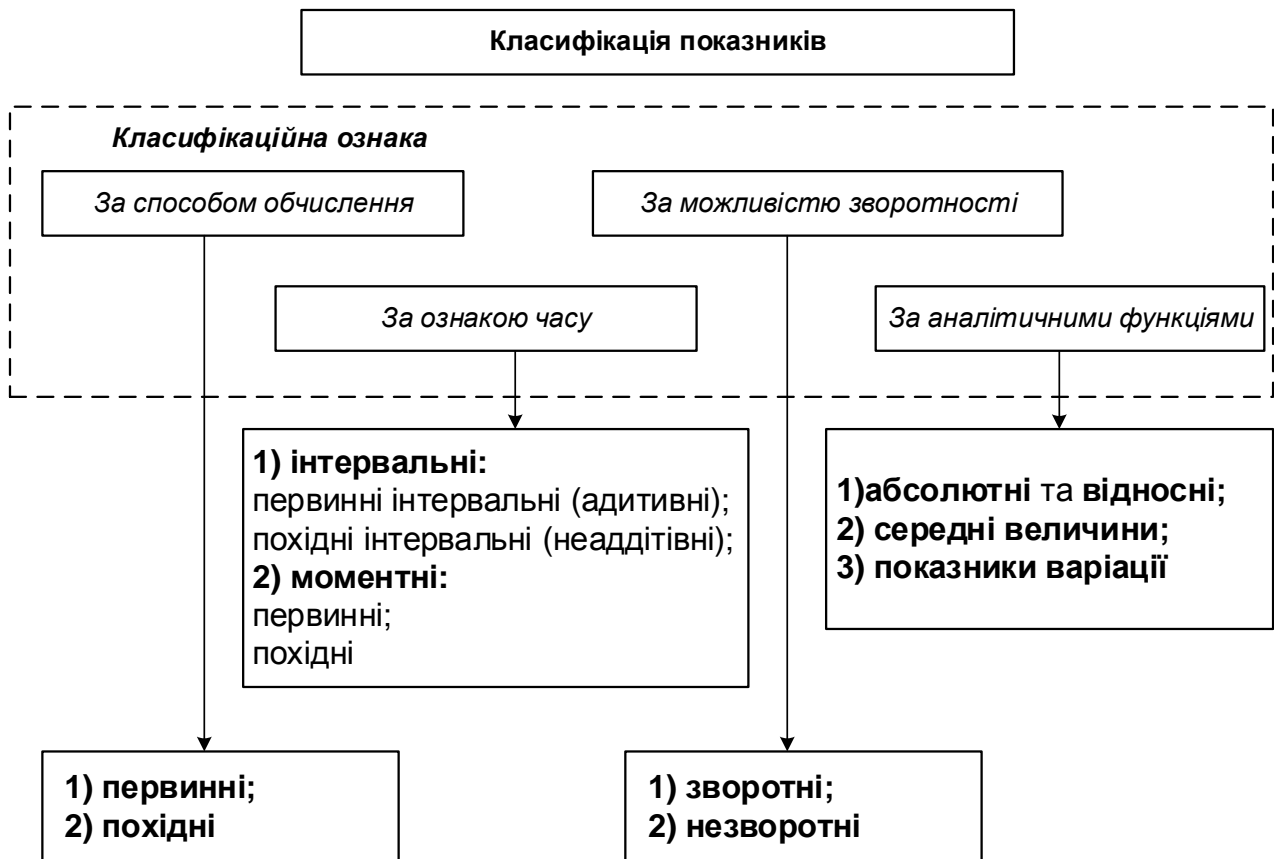 Класифікація показників
Класифікаційна ознака
За способом обчислення
За можливістю зворотності
За ознакою часу
За аналітичними функціями
1) інтервальні:
первинні інтервальні (адитивні);
похідні інтервальні (неаддітівні);
2) моментні:
первинні;
похідні
1)абсолютні та відносні;
2) середні величини;
3) показники варіації
1) первинні;
2) похідні
1) зворотні;
2) незворотні